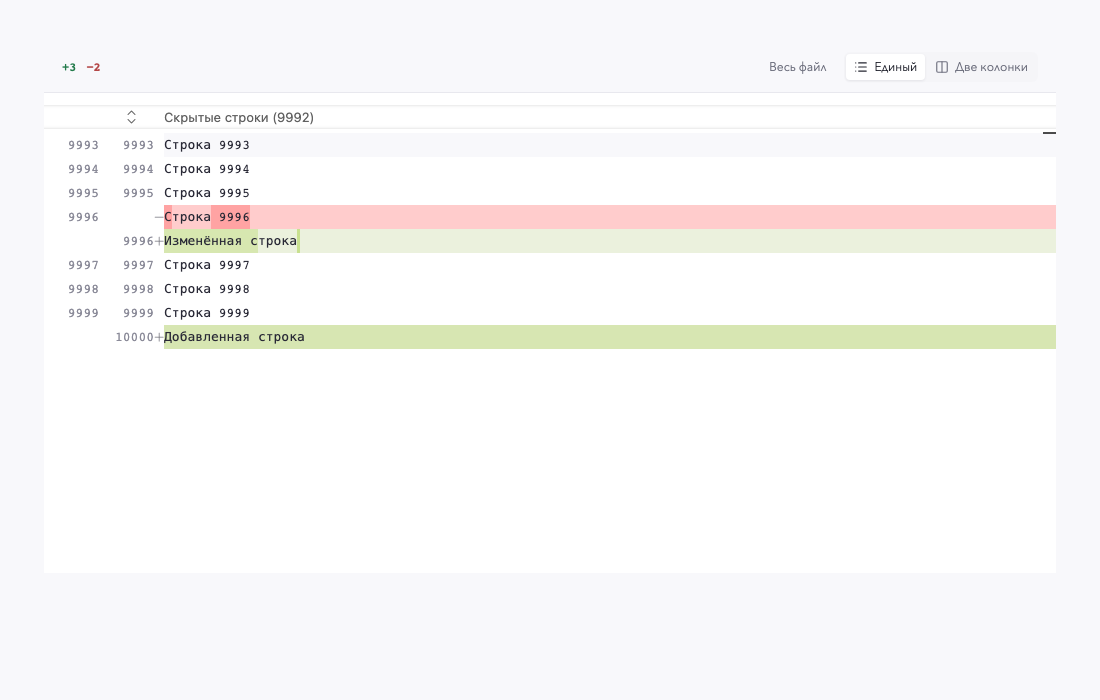 +3 −2 Весь файл Единый Две колонки
Скрытые строки (9992)
9993 9993 Строка 9993
9994 9994 Строка 9994
9995 9995 Строка 9995
9996 −Строка 9996
9996+Изменённая строка
9997 9997 Строка 9997
9998 9998 Строка 9998
9999 9999 Строка 9999
10000+Добавленная строка